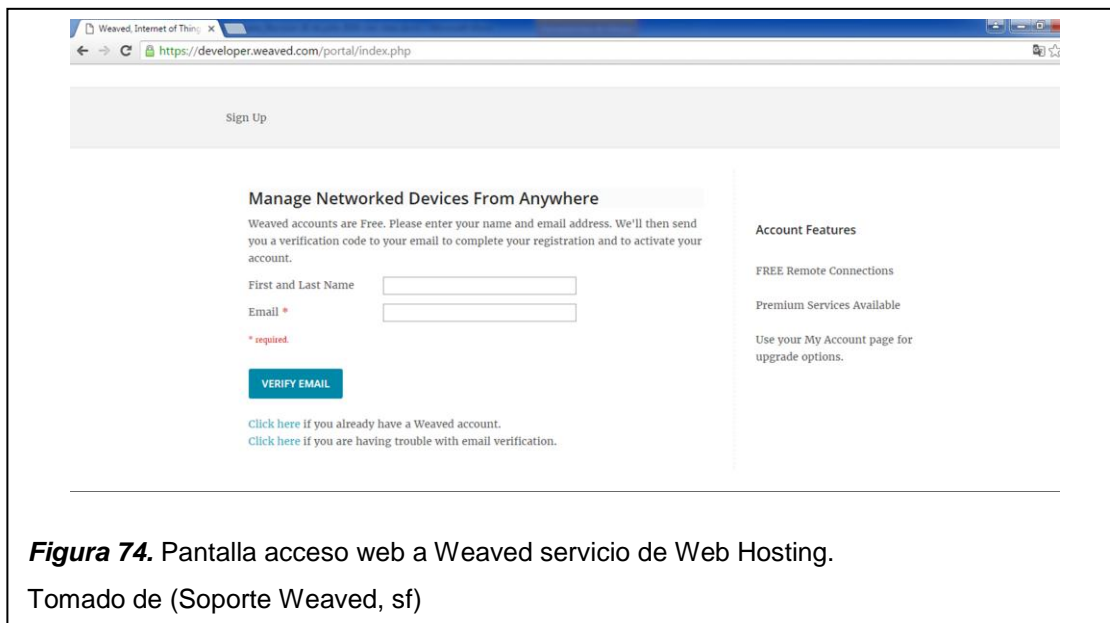 Weaved, Internet of Thing
https://developer.weaved.com/portal/index.php
Sign Up
Manage Networked Devices From Anywhere
Weaved accounts are Free. Please enter your name and email address. We'll then send
you a verification code to your email to complete your registration and to activate your
account.
First and Last Name
Email *
* required.
VERIFY EMAIL
Click here if you already have a Weaved account.
Click here if you are having trouble with email verification.
Account Features
FREE Remote Connections
Premium Services Available
Use your My Account page for
upgrade options.
Figura 74. Pantalla acceso web a Weaved servicio de Web Hosting.
Tomado de (Soporte Weaved, sf)